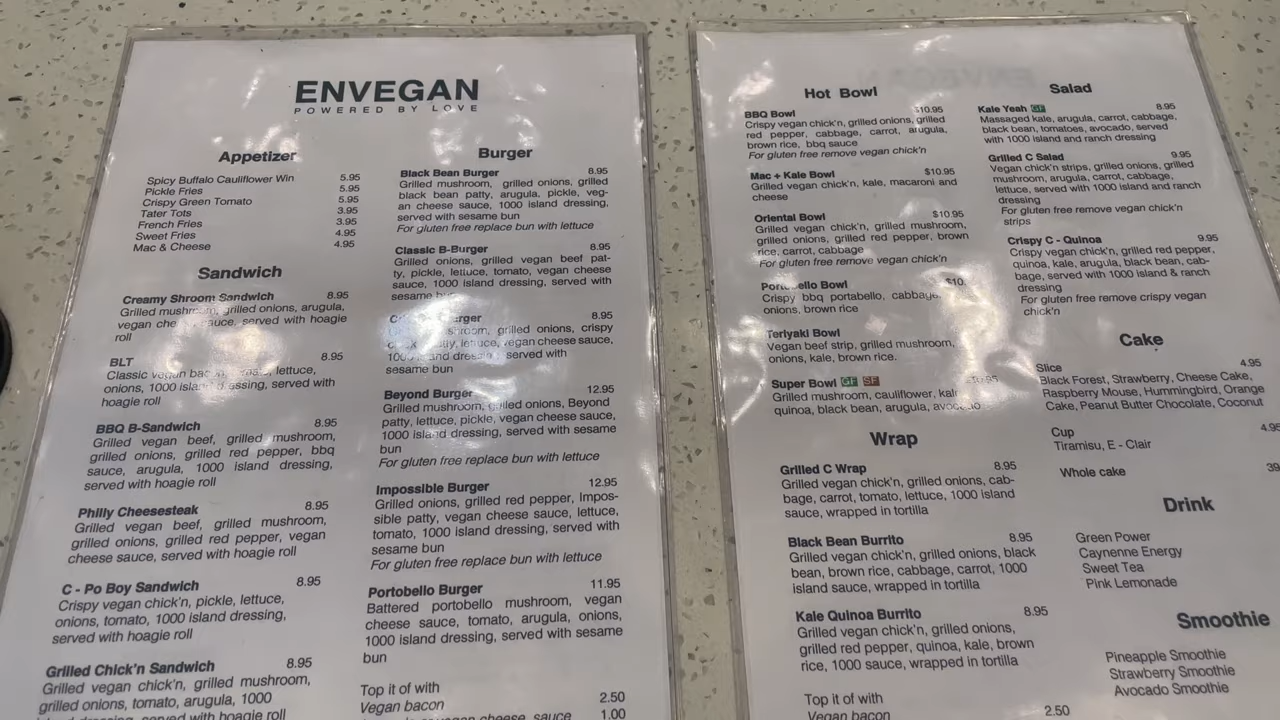 ENVEGAN
POWERED BY LOVE
Appetizer
Spicy Buffalo Cauliflower Win 5.95
Pickle Fries 5.95
Crispy Green Tomato 5.95
Tater Tots 3.95
French Fries 3.95
Sweet Fries 4.95
Mac & Cheese 4.95
Sandwich
Creamy Shroom Sandwich 8.95
Grilled mushroom, grilled onions, arugula,
vegan sauce, served with hoagie
roll
BLT 8.95
Classic vegan lettuce,
onions, 1000 island dressing, served with
hoagie roll
BBQ B-Sandwich 8.95
Grilled vegan beef, grilled mushroom,
grilled onions, grilled red pepper, bbq
sauce, arugula, 1000 island dressing,
served with hoagie roll
Philly Cheesesteak 8.95
Grilled vegan beef, grilled mushroom,
grilled onions, grilled red pepper, vegan
cheese sauce, served with hoagie roll
C - Po Boy Sandwich 8.95
Crispy vegan chick'n, pickle, lettuce,
onions, tomato, 1000 island dressing,
served with hoagie roll
Grilled Chick'n Sandwich 8.95
Grilled vegan chick'n, grilled mushroom,
grilled onions, tomato, arugula, 1000
island dressing, served with hoagie roll
Burger
Black Bean Burger 8.95
Grilled mushroom, grilled onions, grilled
black bean patty, arugula, pickle, veg-
an cheese sauce, 1000 island dressing,
served with sesame bun
For gluten free replace bun with lettuce
Classic B-Burger 8.95
Grilled onions, grilled vegan beef pat-
ty, pickle, lettuce, tomato, vegan cheese
sauce, 1000 island dressing, served with
sesame bun
Burger 8.95
grilled onions, crispy
patty, lettuce, vegan cheese sauce,
1000 island dressing served with
sesame bun
Beyond Burger 12.95
Grilled mushroom, grilled onions, Beyond
patty, lettuce, pickle, vegan cheese sauce,
1000 island dressing, served with sesame
bun
For gluten free replace bun with lettuce
Impossible Burger 12.95
Grilled onions, grilled red pepper, Impos-
sible patty, vegan cheese sauce, lettuce,
tomato, 1000 island dressing, served with
sesame bun
For gluten free replace bun with lettuce
Portobello Burger 11.95
Battered portobello mushroom, vegan
cheese sauce, tomato, arugula, onions,
1000 island dressing, served with sesame
bun
Top it of with
Vegan bacon 2.50
vegan cheese sauce 1.00
Hot Bowl
BBQ Bowl $10.95
Crispy vegan chick'n, grilled onions, grilled
red pepper, cabbage, carrot, arugula,
brown rice, bbq sauce
For gluten free remove vegan chick'n
Mac + Kale Bowl $10.95
Grilled vegan chick'n, kale, macaroni and
cheese
Oriental Bowl $10.95
Grilled vegan chick'n, grilled mushroom,
grilled onions, grilled red pepper, brown
rice, carrot, cabbage
For gluten free remove vegan chick'n
Portobello Bowl $10.
Crispy bbq portabello, cabbage,
onions, brown rice
Teriyaki Bowl
Vegan beef strip, grilled mushroom,
onions, kale, brown rice.
Super Bowl GF SF $10.95
Grilled mushroom, cauliflower, kale
quinoa, black bean, arugula, avocado
Wrap
Grilled C Wrap 8.95
Grilled vegan chick'n, grilled onions, cab-
bage, carrot, tomato, lettuce, 1000 island
sauce, wrapped in tortilla
Black Bean Burrito 8.95
Grilled vegan chick'n, grilled onions, black
bean, brown rice, cabbage, carrot, 1000
island sauce, wrapped in tortilla
Kale Quinoa Burrito 8.95
Grilled vegan chick'n, grilled onions,
grilled red pepper, quinoa, kale, brown
rice, 1000 sauce, wrapped in tortilla
Top it of with
Vegan bacon 2.50
Salad
Kale Yeah GF 8.95
Massaged kale, arugula, carrot, cabbage,
black bean, tomatoes, avocado, served
with 1000 island and ranch dressing
Grilled C Salad 9.95
Vegan chick'n strips, grilled onions, grilled
mushroom, arugula, carrot, cabbage,
lettuce, served with 1000 island and ranch
dressing
For gluten free remove vegan chick'n
strips
Crispy C - Quinoa 9.95
Crispy vegan chick'n, grilled red pepper,
quinoa, kale, arugula, black bean, cab-
bage, served with 1000 island & ranch
dressing
For gluten free remove crispy vegan
chick'n
Cake
Slice 4.95
Black Forest, Strawberry, Cheese Cake,
Raspberry Mouse, Hummingbird, Orange
Cake, Peanut Butter Chocolate, Coconut
Cup 4.95
Tiramisu, E - Clair
Whole cake 39
Drink
Green Power
Caynenne Energy
Sweet Tea
Pink Lemonade
Smoothie
Pineapple Smoothie
Strawberry Smoothie
Avocado Smoothie